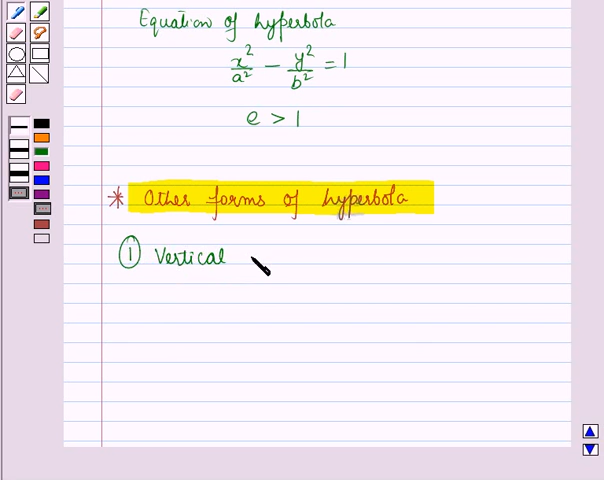 Equation of hyperbola
x²/a² - y²/b² = 1
e > 1
* Other forms of hyperbola
① Vertical